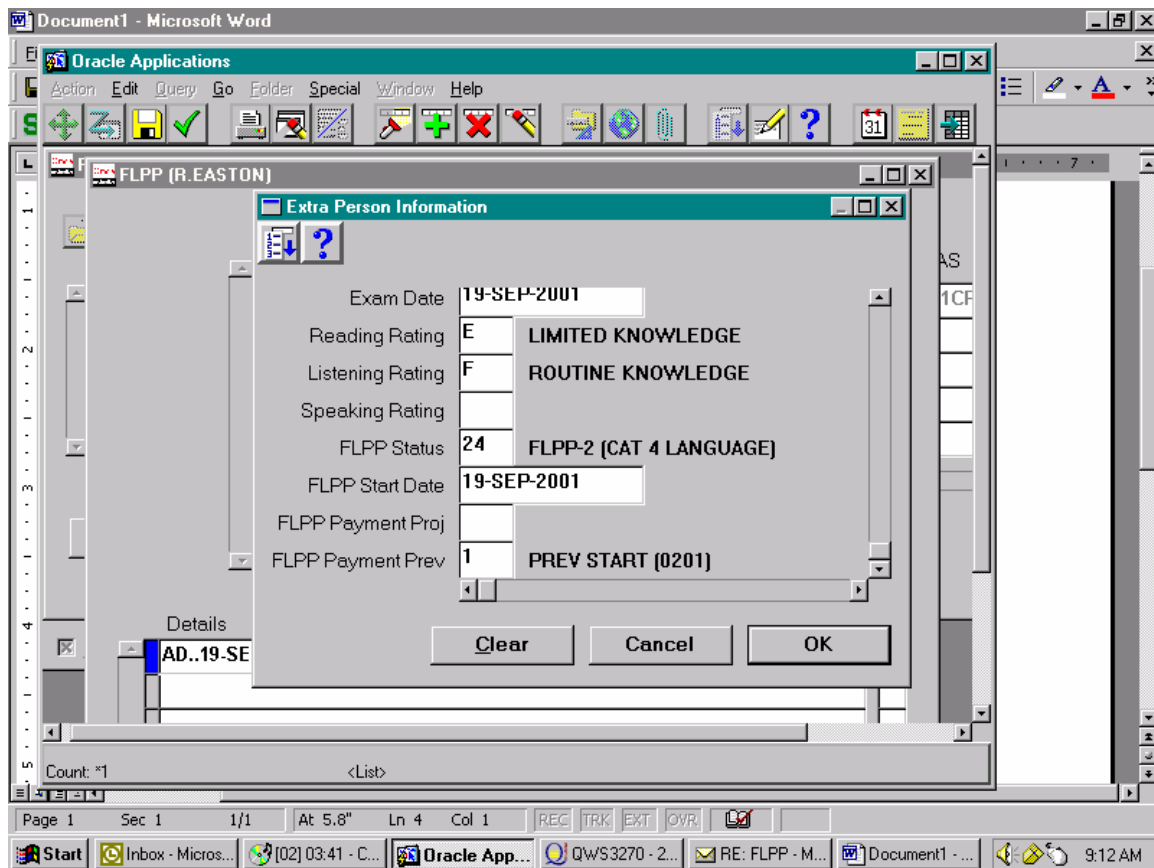 Document1 - Microsoft Word
Oracle Applications
Action Edit Query Go Folder Special Window Help
31
7
FLPP (R.EASTON)
Extra Person Information
AS
Exam Date 19-SEP-2001
Reading Rating E LIMITED KNOWLEDGE
Listening Rating F ROUTINE KNOWLEDGE
Speaking Rating
FLPP Status 24 FLPP-2 (CAT 4 LANGUAGE)
FLPP Start Date 19-SEP-2001
FLPP Payment Proj
FLPP Payment Prev 1 PREV START (0201)
Clear Cancel OK
Details
AD..19-SE
Count: *1 <List>
Page 1 Sec 1 1/1 At 5.8" Ln 4 Col 1 REC TRK EXT OVR
Start Inbox - Micros... [02] 03:41 - C... Oracle App... QWS3270 - 2... RE: FLPP - M... Document1 - ... 9:12 AM